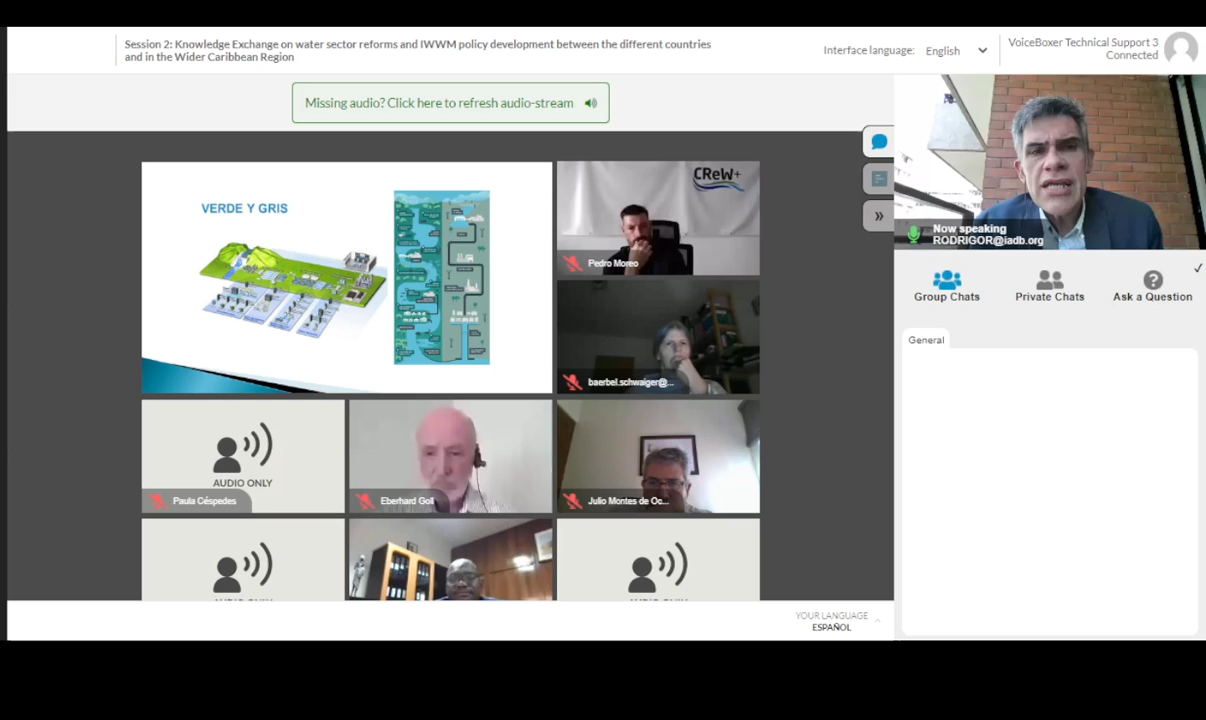 Session 2: Knowledge Exchange on water sector reforms and IWWM policy development between the different countries
and in the Wider Caribbean Region
Interface language: English
VoiceBoxer Technical Support 3
Connected
Missing audio? Click here to refresh audio-stream
VERDE Y GRIS
CReW+
Pedro Moreo
baerbel.schwaiger@...
AUDIO ONLY
Paula Céspedes
Eberhard Goll
Julio Montes de Oc...
Now speaking
RODRIGOR@iadb.org
Group Chats
Private Chats
Ask a Question
General
YOUR LANGUAGE
ESPAÑOL